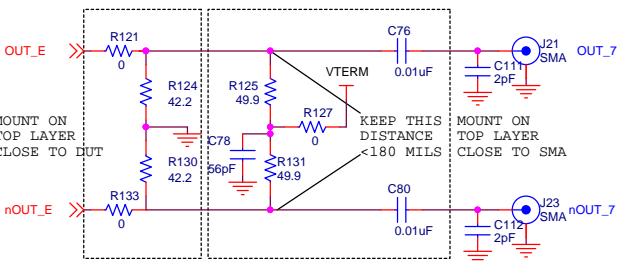 OUT_E
R121
0
R124
42.2
R125
49.9
VTERM
R127
0
C76
0.01uF
C111
2pF
J21
SMA
OUT_7
MOUNT ON
TOP LAYER
CLOSE TO DUT
C78
56pF
KEEP THIS
DISTANCE
<180 MILS
MOUNT ON
TOP LAYER
CLOSE TO SMA
R130
42.2
R131
49.9
nOUT_E
R133
0
C80
0.01uF
C112
2pF
J23
SMA
nOUT_7